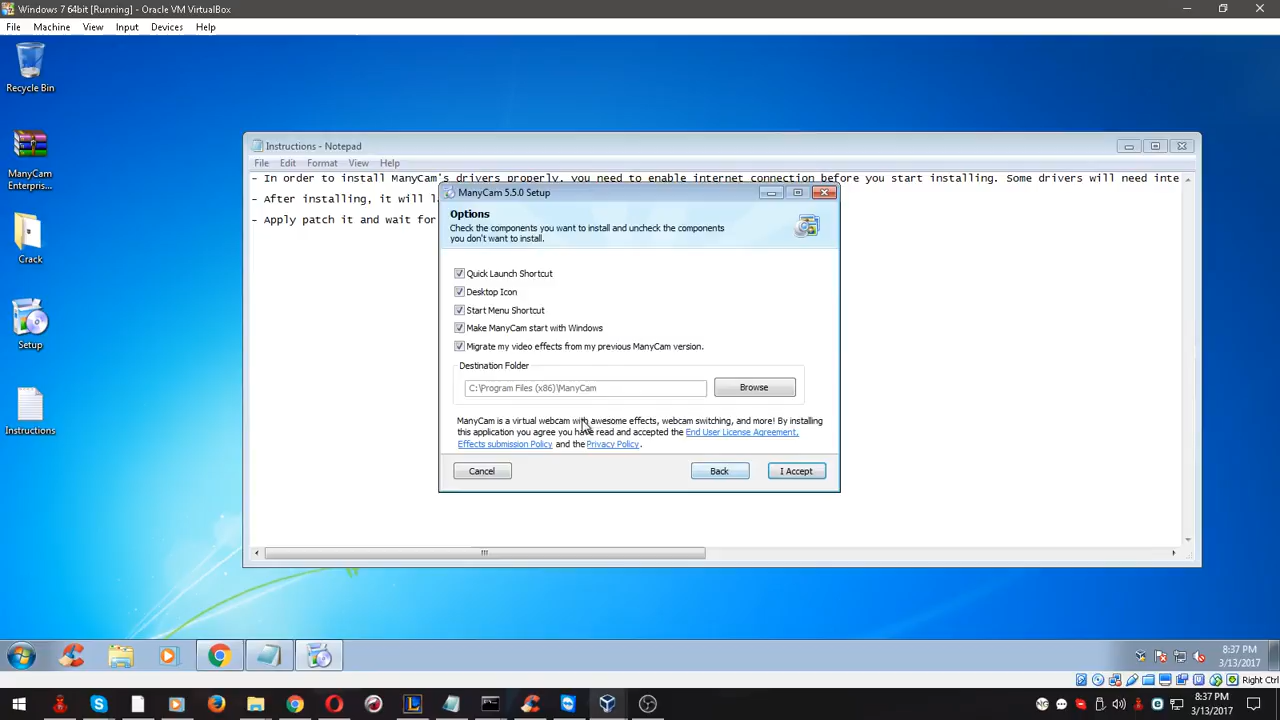 Windows 7 64bit [Running] - Oracle VM VirtualBox
File Machine View Input Devices Help
Recycle Bin
ManyCam
Enterpris...
Crack
Setup
Instructions
Instructions - Notepad
File Edit Format View Help
- In order to install ManyCam's drivers properly, you need to enable internet connection before you start installing. Some drivers will need inte
- After installing, it will l
- Apply patch it and wait for
ManyCam 5.5.0 Setup
Options
Check the components you want to install and uncheck the components
you don't want to install.
Quick Launch Shortcut
Desktop Icon
Start Menu Shortcut
Make ManyCam start with Windows
Migrate my video effects from my previous ManyCam version.
Destination Folder
C:\Program Files (x86)\ManyCam
Browse
ManyCam is a virtual webcam with awesome effects, webcam switching, and more! By installing
this application you agree you have read and accepted the End User License Agreement,
Effects submission Policy and the Privacy Policy.
Cancel Back I Accept
8:37 PM
3/13/2017
Right Ctrl
8:37 PM
3/13/2017